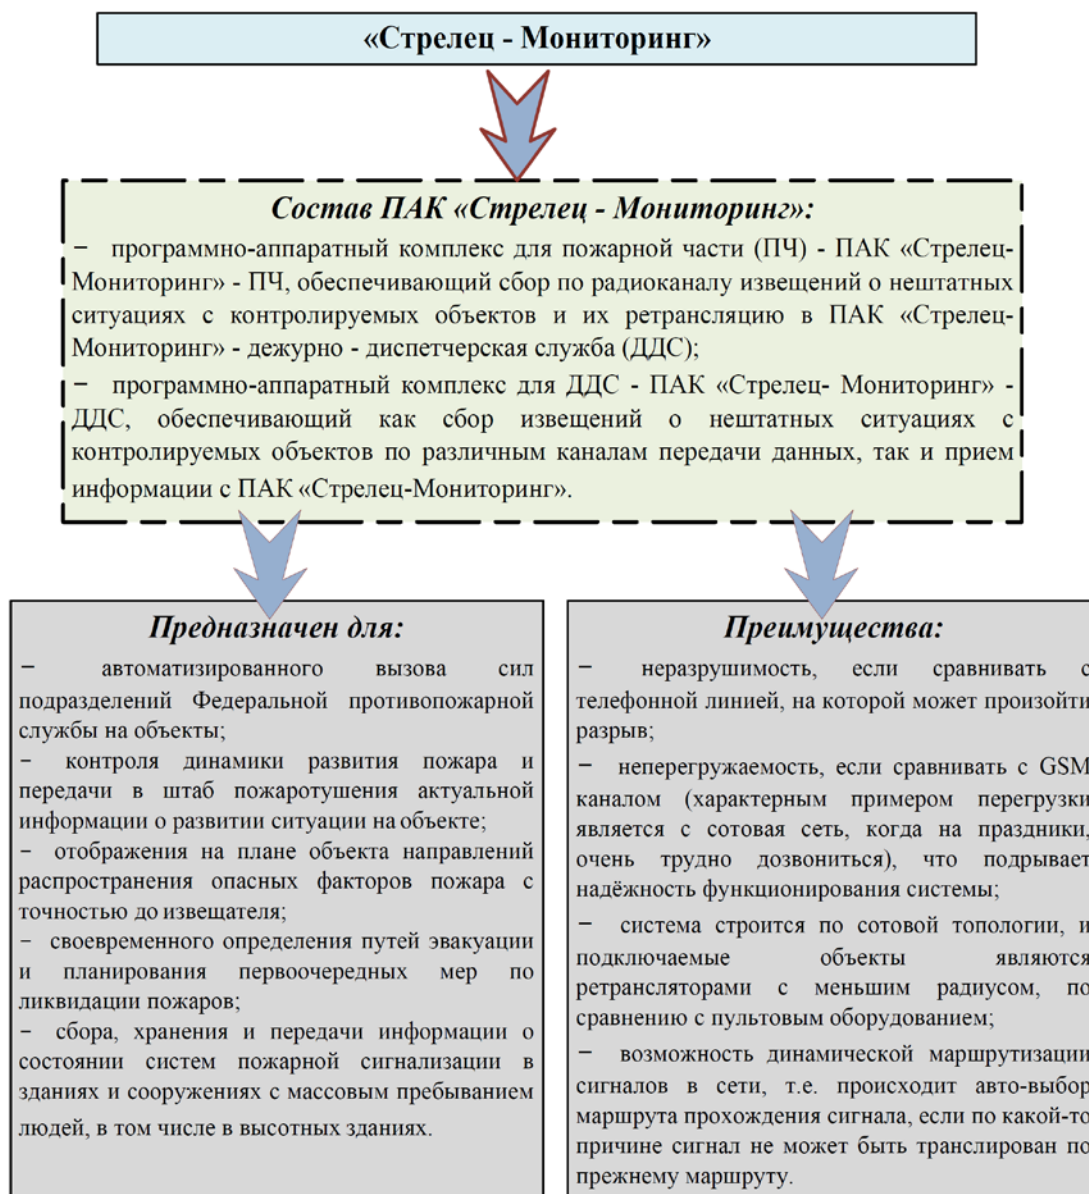 «Стрелец - Мониторинг»
Состав ПАК «Стрелец - Мониторинг»:
− программно-аппаратный комплекс для пожарной части (ПЧ) - ПАК «Стрелец-
Мониторинг» - ПЧ, обеспечивающий сбор по радиоканалу извещений о нештатных
ситуациях с контролируемых объектов и их ретрансляцию в ПАК «Стрелец-
Мониторинг» - дежурно - диспетчерская служба (ДДС);
− программно-аппаратный комплекс для ДДС - ПАК «Стрелец- Мониторинг» -
ДДС, обеспечивающий как сбор извещений о нештатных ситуациях с
контролируемых объектов по различным каналам передачи данных, так и прием
информации с ПАК «Стрелец-Мониторинг».
Предназначен для:
− автоматизированного вызова сил
подразделений Федеральной противопожарной
службы на объекты;
− контроля динамики развития пожара и
передачи в штаб пожаротушения актуальной
информации о развитии ситуации на объекте;
− отображения на плане объекта направлений
распространения опасных факторов пожара с
точностью до извещателя;
− своевременного определения путей эвакуации
и планирования первоочередных мер по
ликвидации пожаров;
− сбора, хранения и передачи информации о
состоянии систем пожарной сигнализации в
зданиях и сооружениях с массовым пребыванием
людей, в том числе в высотных зданиях.
Преимущества:
− неразрушимость, если сравнивать с
телефонной линией, на которой может произойти
разрыв;
− неперегружаемость, если сравнивать с GSM
каналом (характерным примером перегрузки
является с сотовая сеть, когда на праздники,
очень трудно дозвониться), что подрывает
надёжность функционирования системы;
− система строится по сотовой топологии, и
подключаемые объекты являются
ретрансляторами с меньшим радиусом, по
сравнению с пультовым оборудованием;
− возможность динамической маршрутизации
сигналов в сети, т.е. происходит авто-выбор
маршрута прохождения сигнала, если по какой-то
причине сигнал не может быть транслирован по
прежнему маршруту.